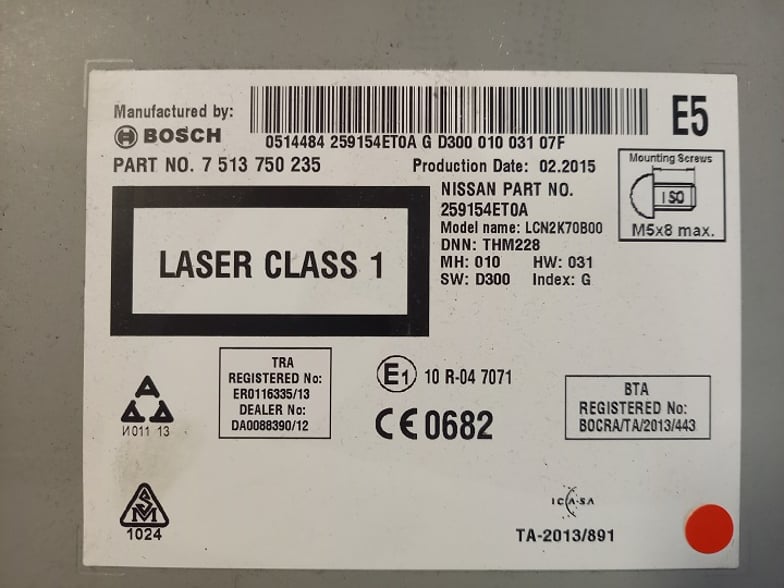 Manufactured by:
BOSCH
0514484 259154ET0A G D300 010 031 07F
E5
PART NO. 7 513 750 235
Production Date: 02.2015
NISSAN PART NO.
259154ET0A
Model name: LCN2K70B00
DNN: THM228
MH: 010 HW: 031
SW: D300 Index: G
Mounting Screws
ISO
M5x8 max.
LASER CLASS 1
TRA
REGISTERED No:
ER0116335/13
DEALER No:
DA0088390/12
E1 10 R-04 7071
CE 0682
BTA
REGISTERED No:
BOCRA/TA/2013/443
И011 13
1024
ICASA
TA-2013/891